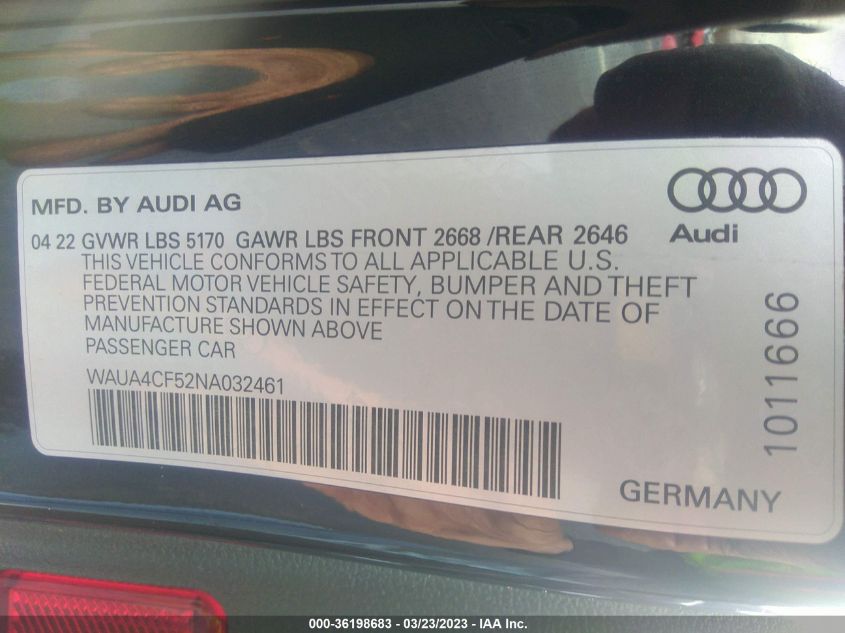 MFD. BY AUDI AG
Audi
04 22 GVWR LBS 5170 GAWR LBS FRONT 2668 /REAR 2646
THIS VEHICLE CONFORMS TO ALL APPLICABLE U.S.
FEDERAL MOTOR VEHICLE SAFETY, BUMPER AND THEFT
PREVENTION STANDARDS IN EFFECT ON THE DATE OF
MANUFACTURE SHOWN ABOVE
PASSENGER CAR
WAUA4CF52NA032461
1011666
GERMANY
000-36198683 - 03/23/2023 - IAA Inc.